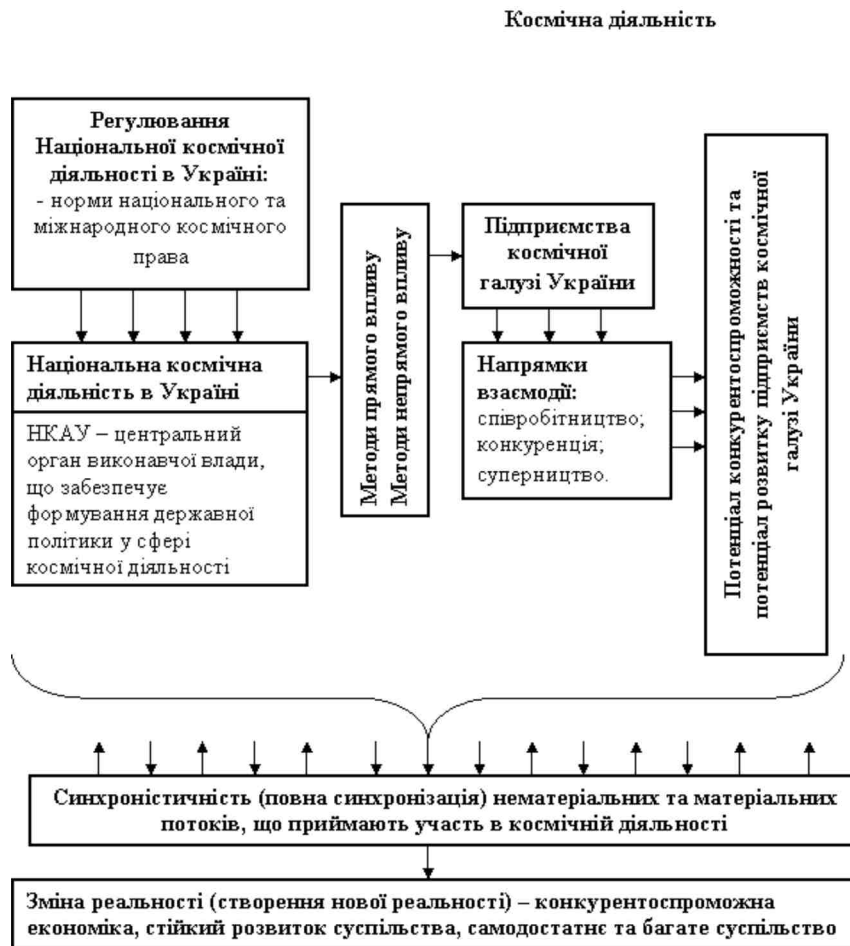 Космічна діяльність
Регулювання
Національної космічної
діяльності в Україні:
- норми національного та
міжнародного космічного
права
Національна космічна
діяльність в Україні
НКАУ – центральний
орган виконавчої влади,
що забезпечує
формування державної
політики у сфері
космічної діяльності
Методи прямого впливу
Методи непрямого впливу
Підприємства
космічної
галузі України
Напрямки
взаємодії:
співробітництво;
конкуренція;
суперництво.
Потенціал конкурентоспроможності та
потенціал розвитку підприємств космічної
галузі України
Синхроністичність (повна синхронізація) нематеріальних та матеріальних
потоків, що приймають участь в космічній діяльності
Зміна реальності (створення нової реальності) – конкурентоспроможна
економіка, стійкий розвиток суспільства, самодостатнє та багате суспільство